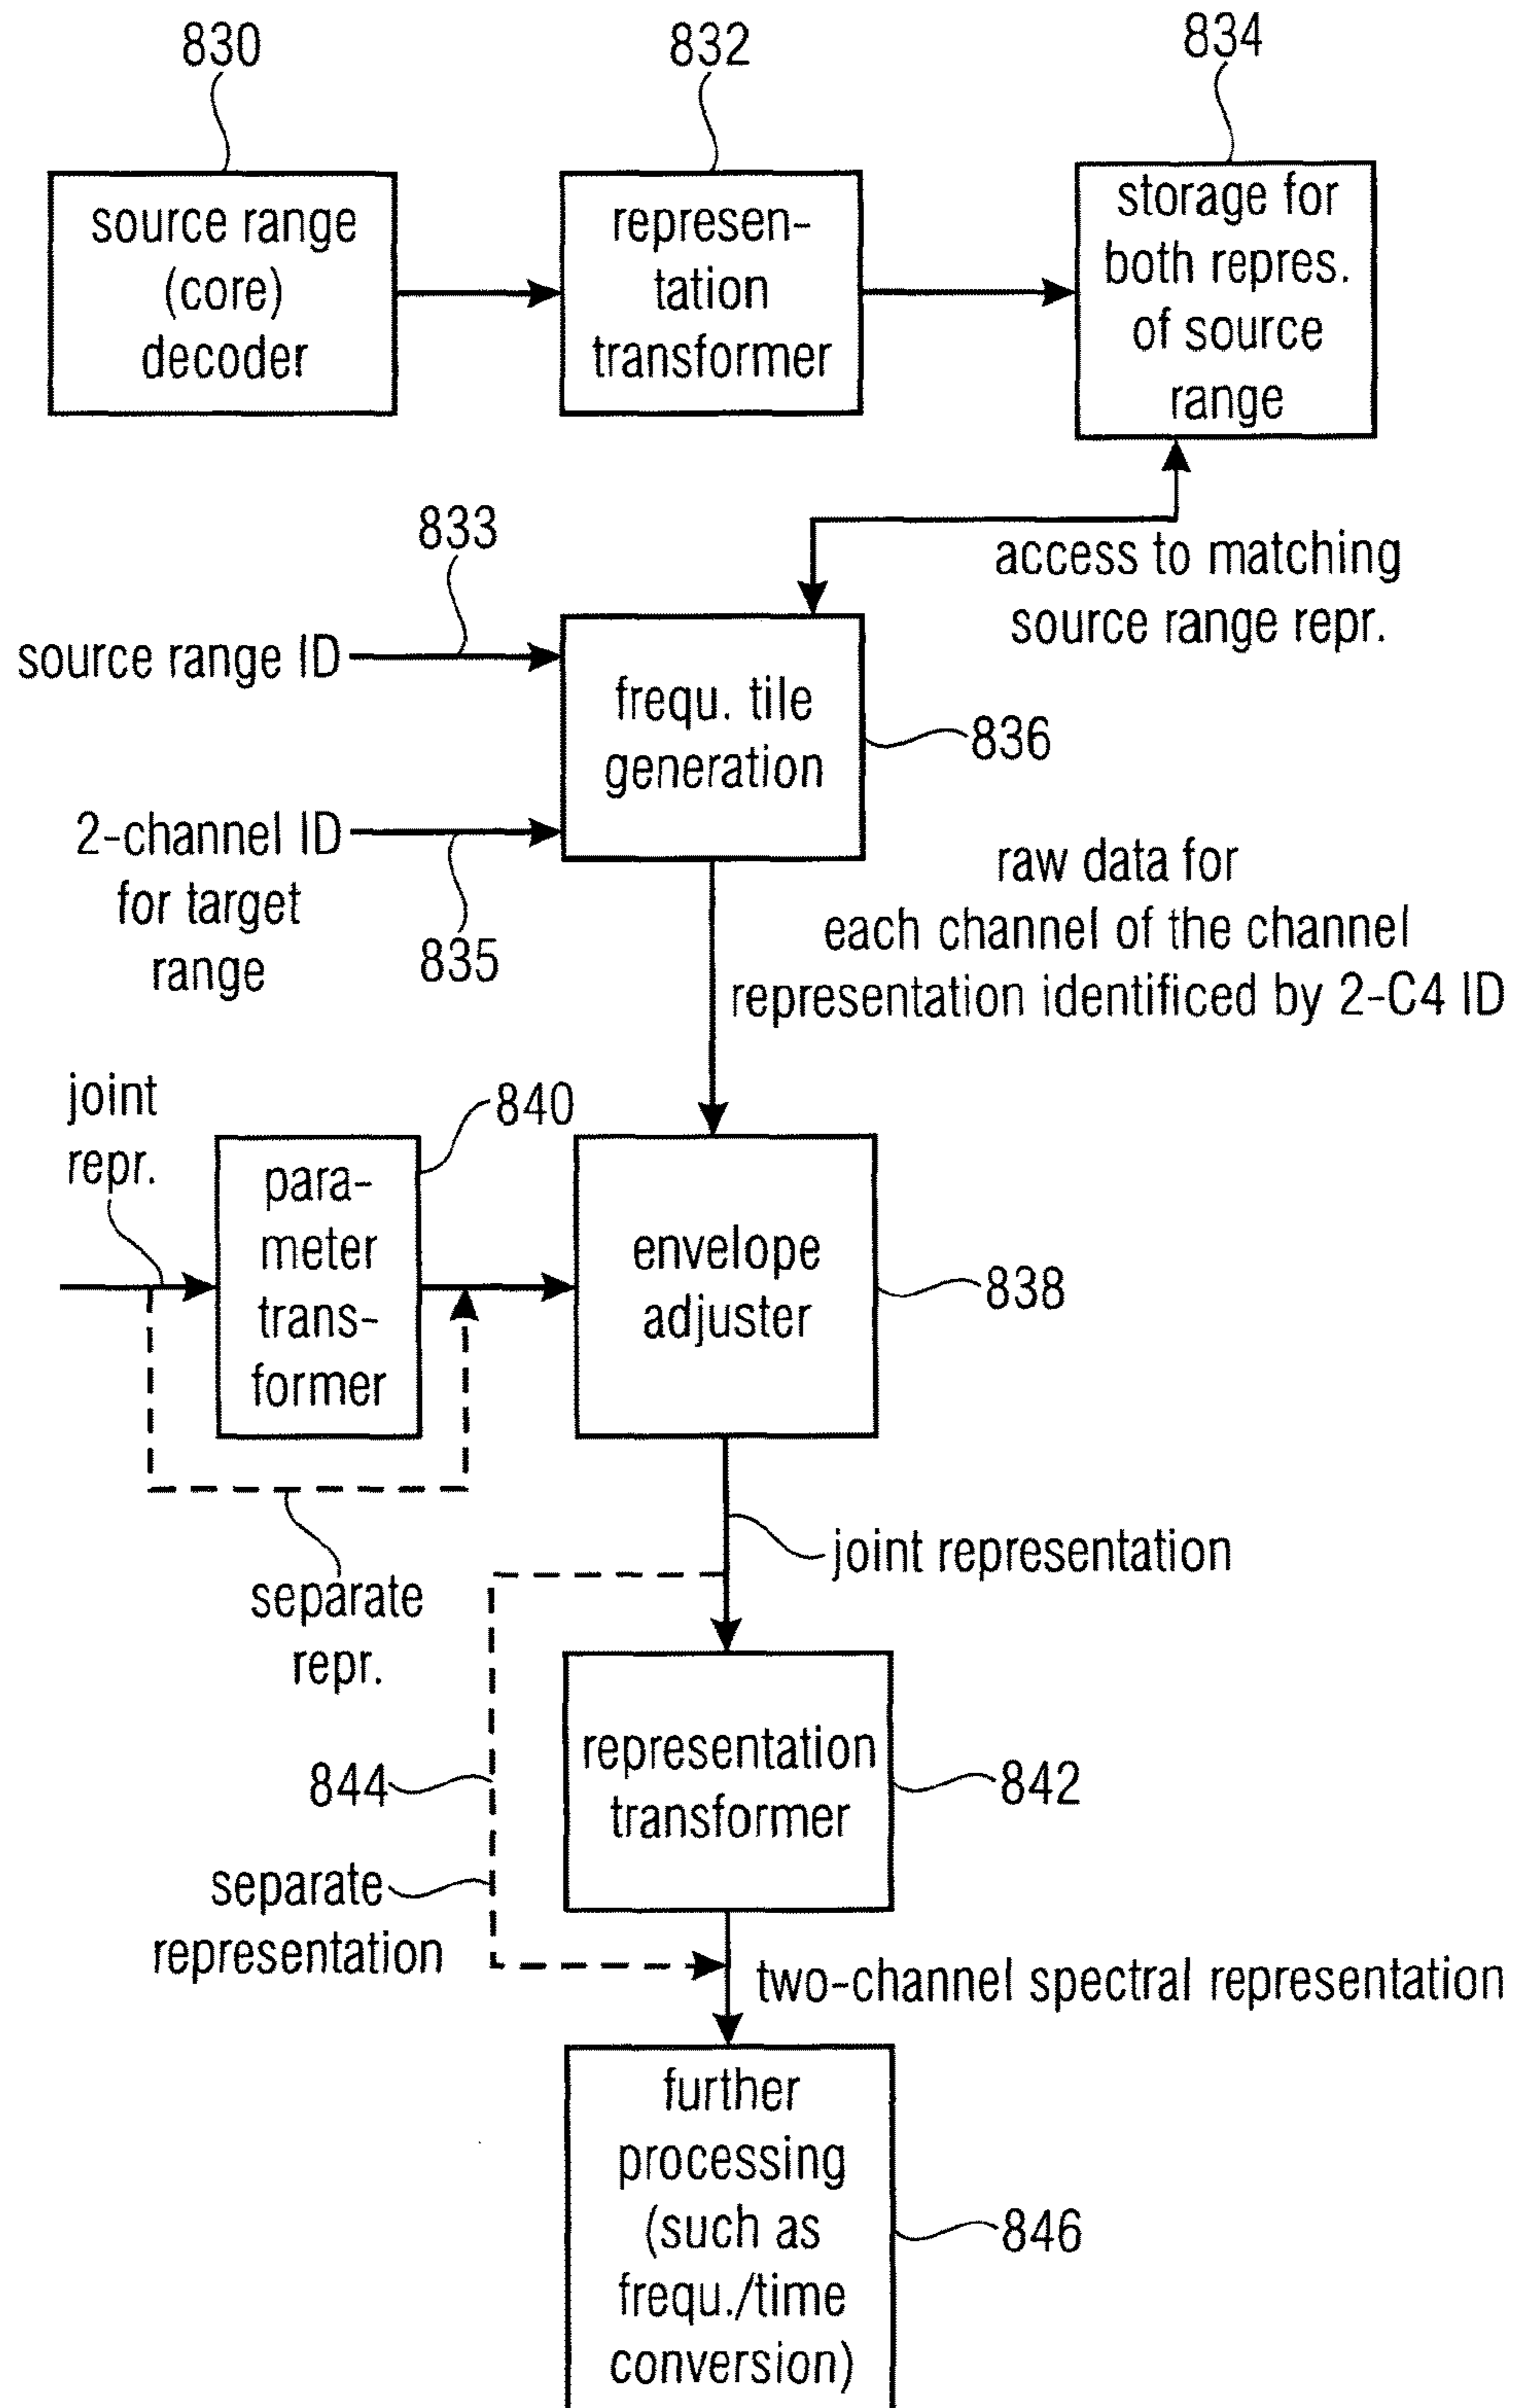 830
832
834
source range
(core)
decoder
represen-
tation
transformer
storage for
both repres.
of source
range
833
access to matching
source range repr.
source range ID
frequ. tile
generation
836
2-channel ID
for target
range
835
raw data for
each channel of the channel
representation identificed by 2-C4 ID
joint
repr.
840
para-
meter
trans-
former
envelope
adjuster
838
joint representation
separate
repr.
844
representation
transformer
842
separate
representation
two-channel spectral representation
further
processing
(such as
frequ./time
conversion)
846